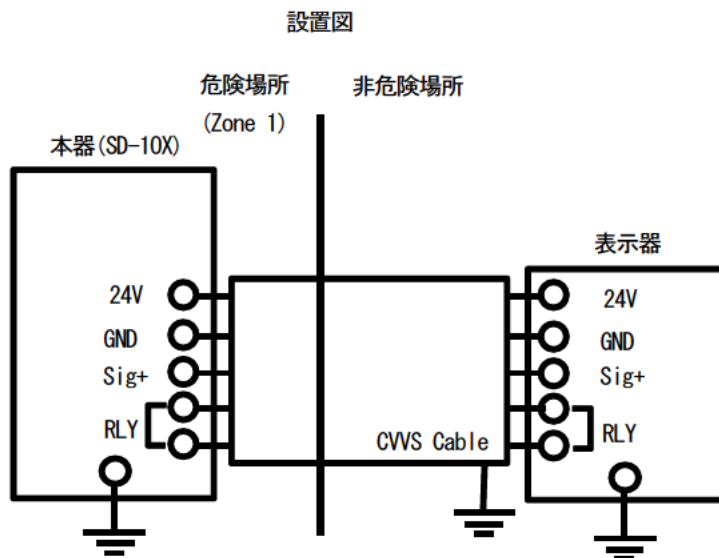 設置図
危険場所
(Zone 1)
非危険場所
本器(SD-10X)
24V
GND
Sig+
RLY
CVVS Cable
表示器
24V
GND
Sig+
RLY